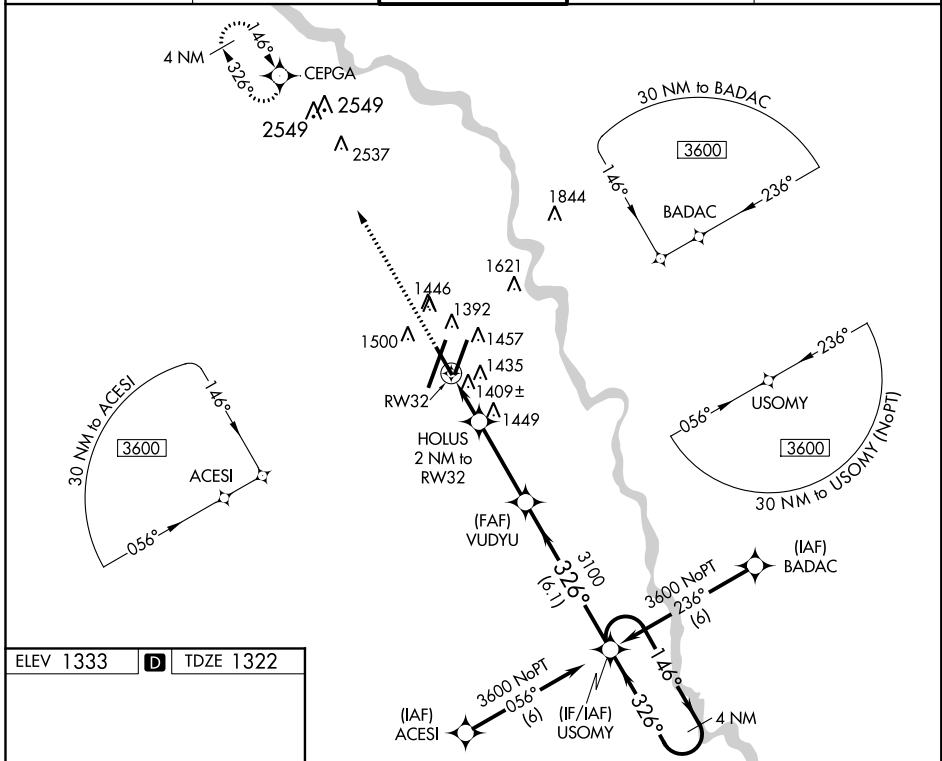 146°
4 NM
326°
CEPGA
2549
2549
2537
30 NM to BADAC
3600
146°
236°
BADAC
1844
1621
1446
1392
1500
1457
1435
RW32
1409±
1449
HOLUS
2 NM to
RW32
30 NM to ACESI
146°
3600
ACESI
056°
236°
USOMY
056°
3600
30 NM to USOMY (NoPT)
(FAF)
VUDYU
3100
326°
(6.1)
(IAF)
BADAC
3600 NoPT
236°
(6)
146°
326°
4 NM
3600 NoPT
056°
(6)
(IF/IAF)
USOMY
(IAF)
ACESI
ELEV 1333 D TDZE 1322